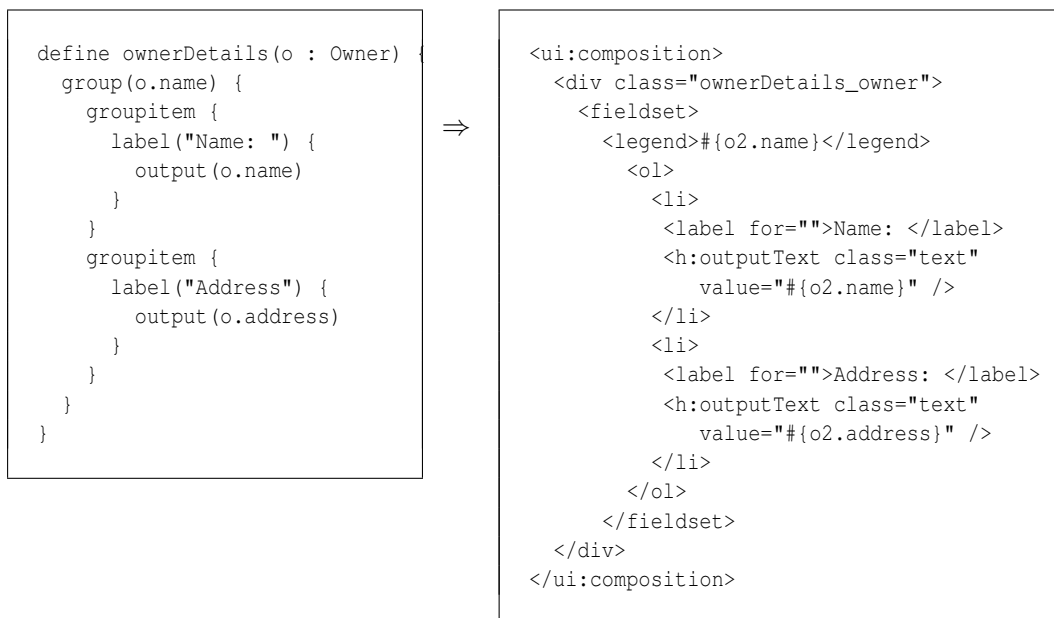 define ownerDetails(o : Owner) {
  group(o.name) {
    groupitem {
      label("Name: ") {
        output(o.name)
      }
    }
    groupitem {
      label("Address") {
        output(o.address)
      }
    }
  }
}
⇒
<ui:composition>
  <div class="ownerDetails_owner">
    <fieldset>
      <legend>#{o2.name}</legend>
        <ol>
          <li>
           <label for="">Name: </label>
           <h:outputText class="text"
              value="#{o2.name}" />
          </li>
          <li>
           <label for="">Address: </label>
           <h:outputText class="text"
              value="#{o2.address}" />
          </li>
        </ol>
      </fieldset>
  </div>
</ui:composition>